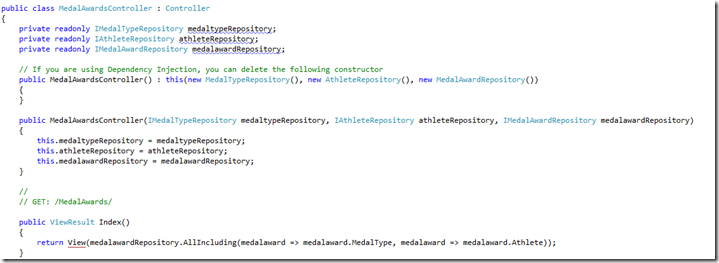 public class MedalAwardsController : Controller
{
    private readonly IMedalTypeRepository medaltypeRepository;
    private readonly IAthleteRepository athleteRepository;
    private readonly IMedalAwardRepository medalawardRepository;

    // If you are using Dependency Injection, you can delete the following constructor
    public MedalAwardsController() : this(new MedalTypeRepository(), new AthleteRepository(), new MedalAwardRepository())
    {
    }

    public MedalAwardsController(IMedalTypeRepository medaltypeRepository, IAthleteRepository athleteRepository, IMedalAwardRepository medalawardRepository)
    {
        this.medaltypeRepository = medaltypeRepository;
        this.athleteRepository = athleteRepository;
        this.medalawardRepository = medalawardRepository;
    }

    //
    // GET: /MedalAwards/

    public ViewResult Index()
    {
        return View(medalawardRepository.AllIncluding(medalaward => medalaward.MedalType, medalaward => medalaward.Athlete));
    }